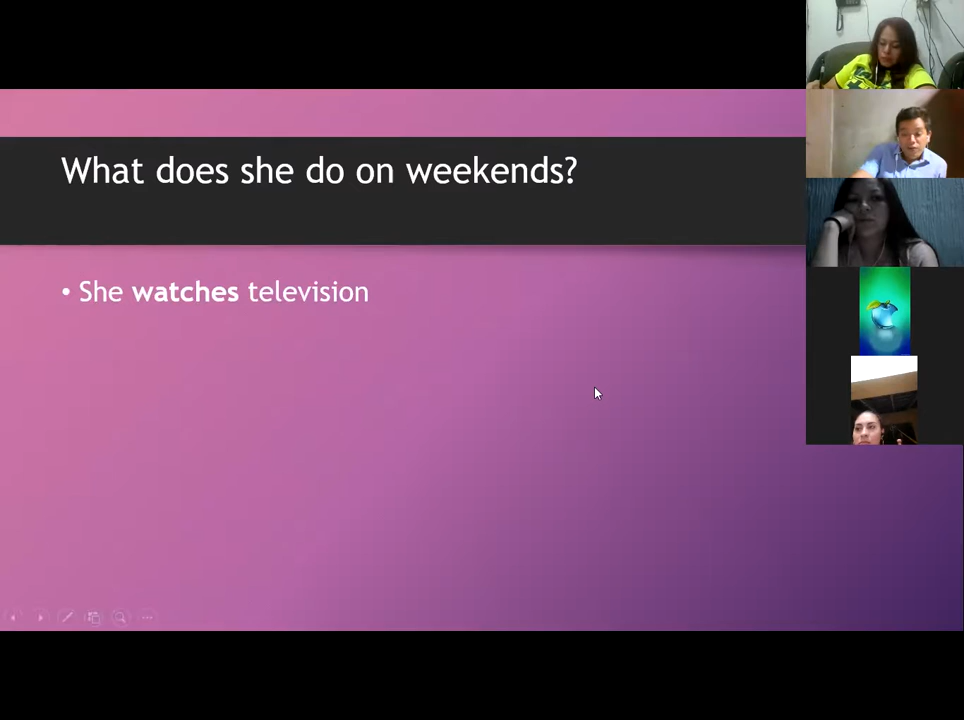 What does she do on weekends?
• She watches television